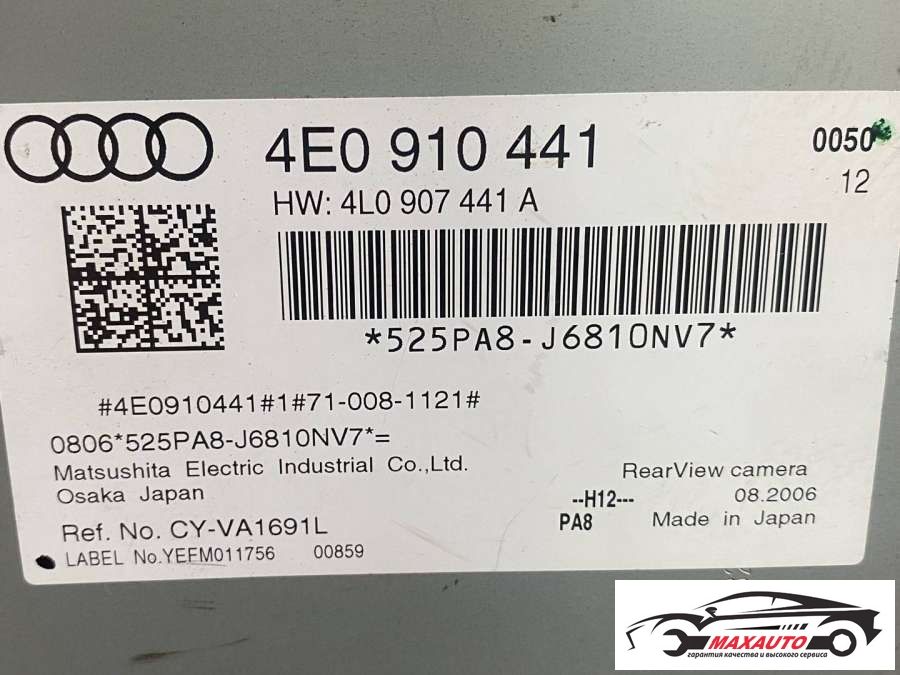 4E0 910 441
0050
HW: 4L0 907 441 A
12
*525PA8-J6810NV7*
#4E0910441#1#71-008-1121#
0806*525PA8-J6810NV7*=
Matsushita Electric Industrial Co.,Ltd.
Osaka Japan
RearView camera
--H12---
08.2006
PA8
Made in Japan
Ref. No. CY-VA1691L
LABEL No.YEFM011756
00859
MAXAUTO
гарантия качества и высокого сервиса